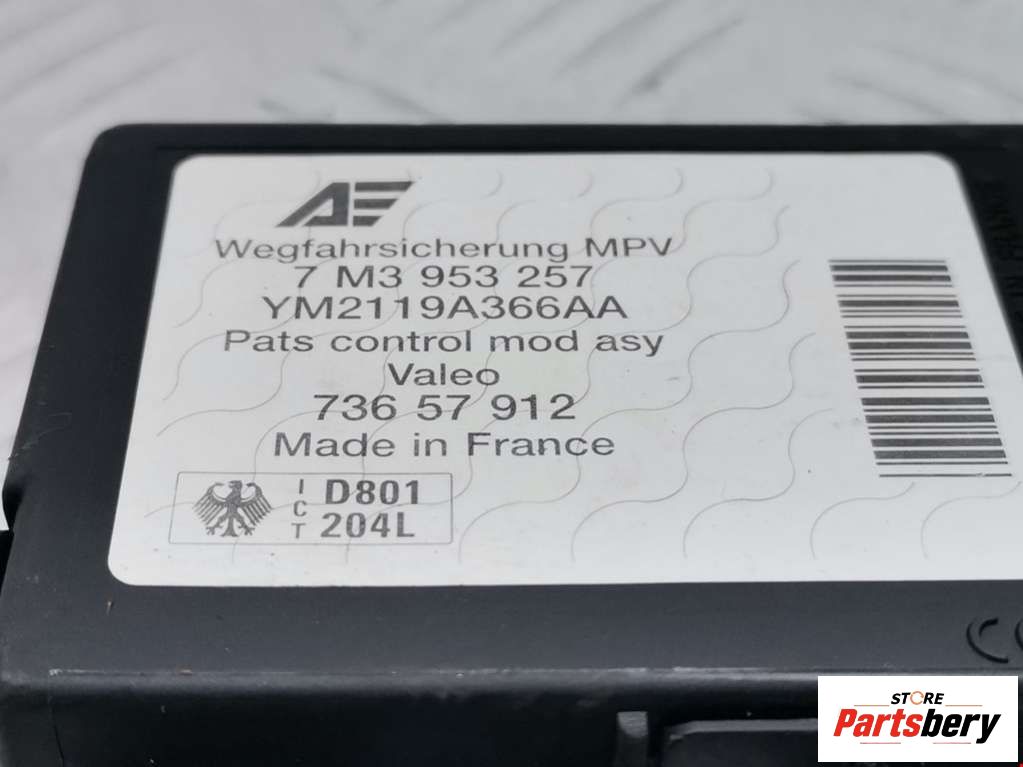 AE
Wegfahrsicherung MPV
7 M3 953 257
YM2119A366AA
Pats control mod asy
Valeo
736 57 912
Made in France
ICT D801
204L
STORE
Partsbery